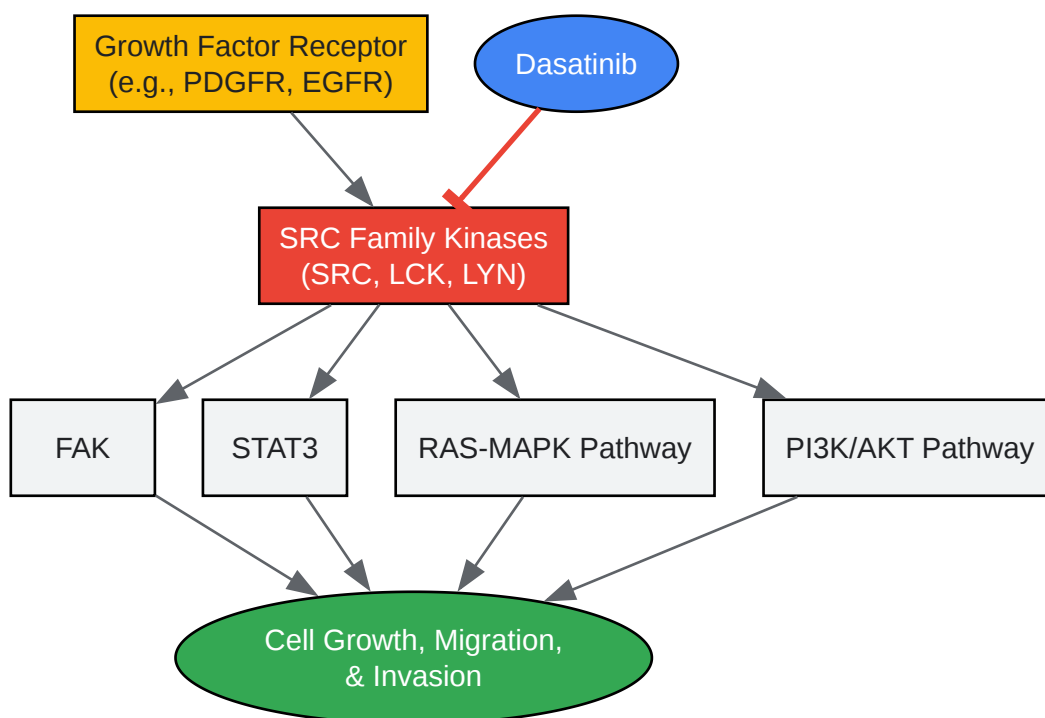 Growth Factor Receptor
(e.g., PDGFR, EGFR)
Dasatinib
SRC Family Kinases
(SRC, LCK, LYN)
FAK
STAT3
RAS-MAPK Pathway
PI3K/AKT Pathway
Cell Growth, Migration,
& Invasion